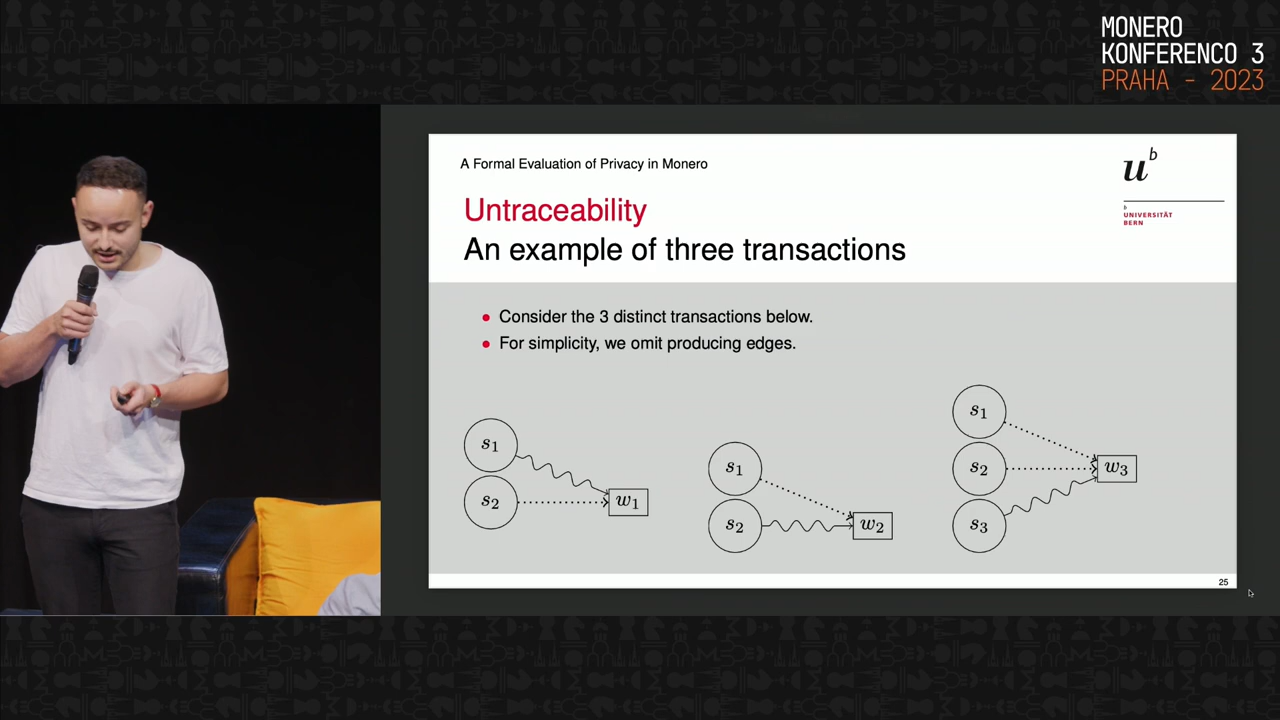 MONERO
KONFERENCO 3
PRAHA - 2023
A Formal Evaluation of Privacy in Monero
u^b
b
UNIVERSITÄT
BERN
Untraceability
An example of three transactions
Consider the 3 distinct transactions below.
For simplicity, we omit producing edges.
s₁
s₂
w₁
s₁
s₂
w₂
s₁
s₂
s₃
w₃
25